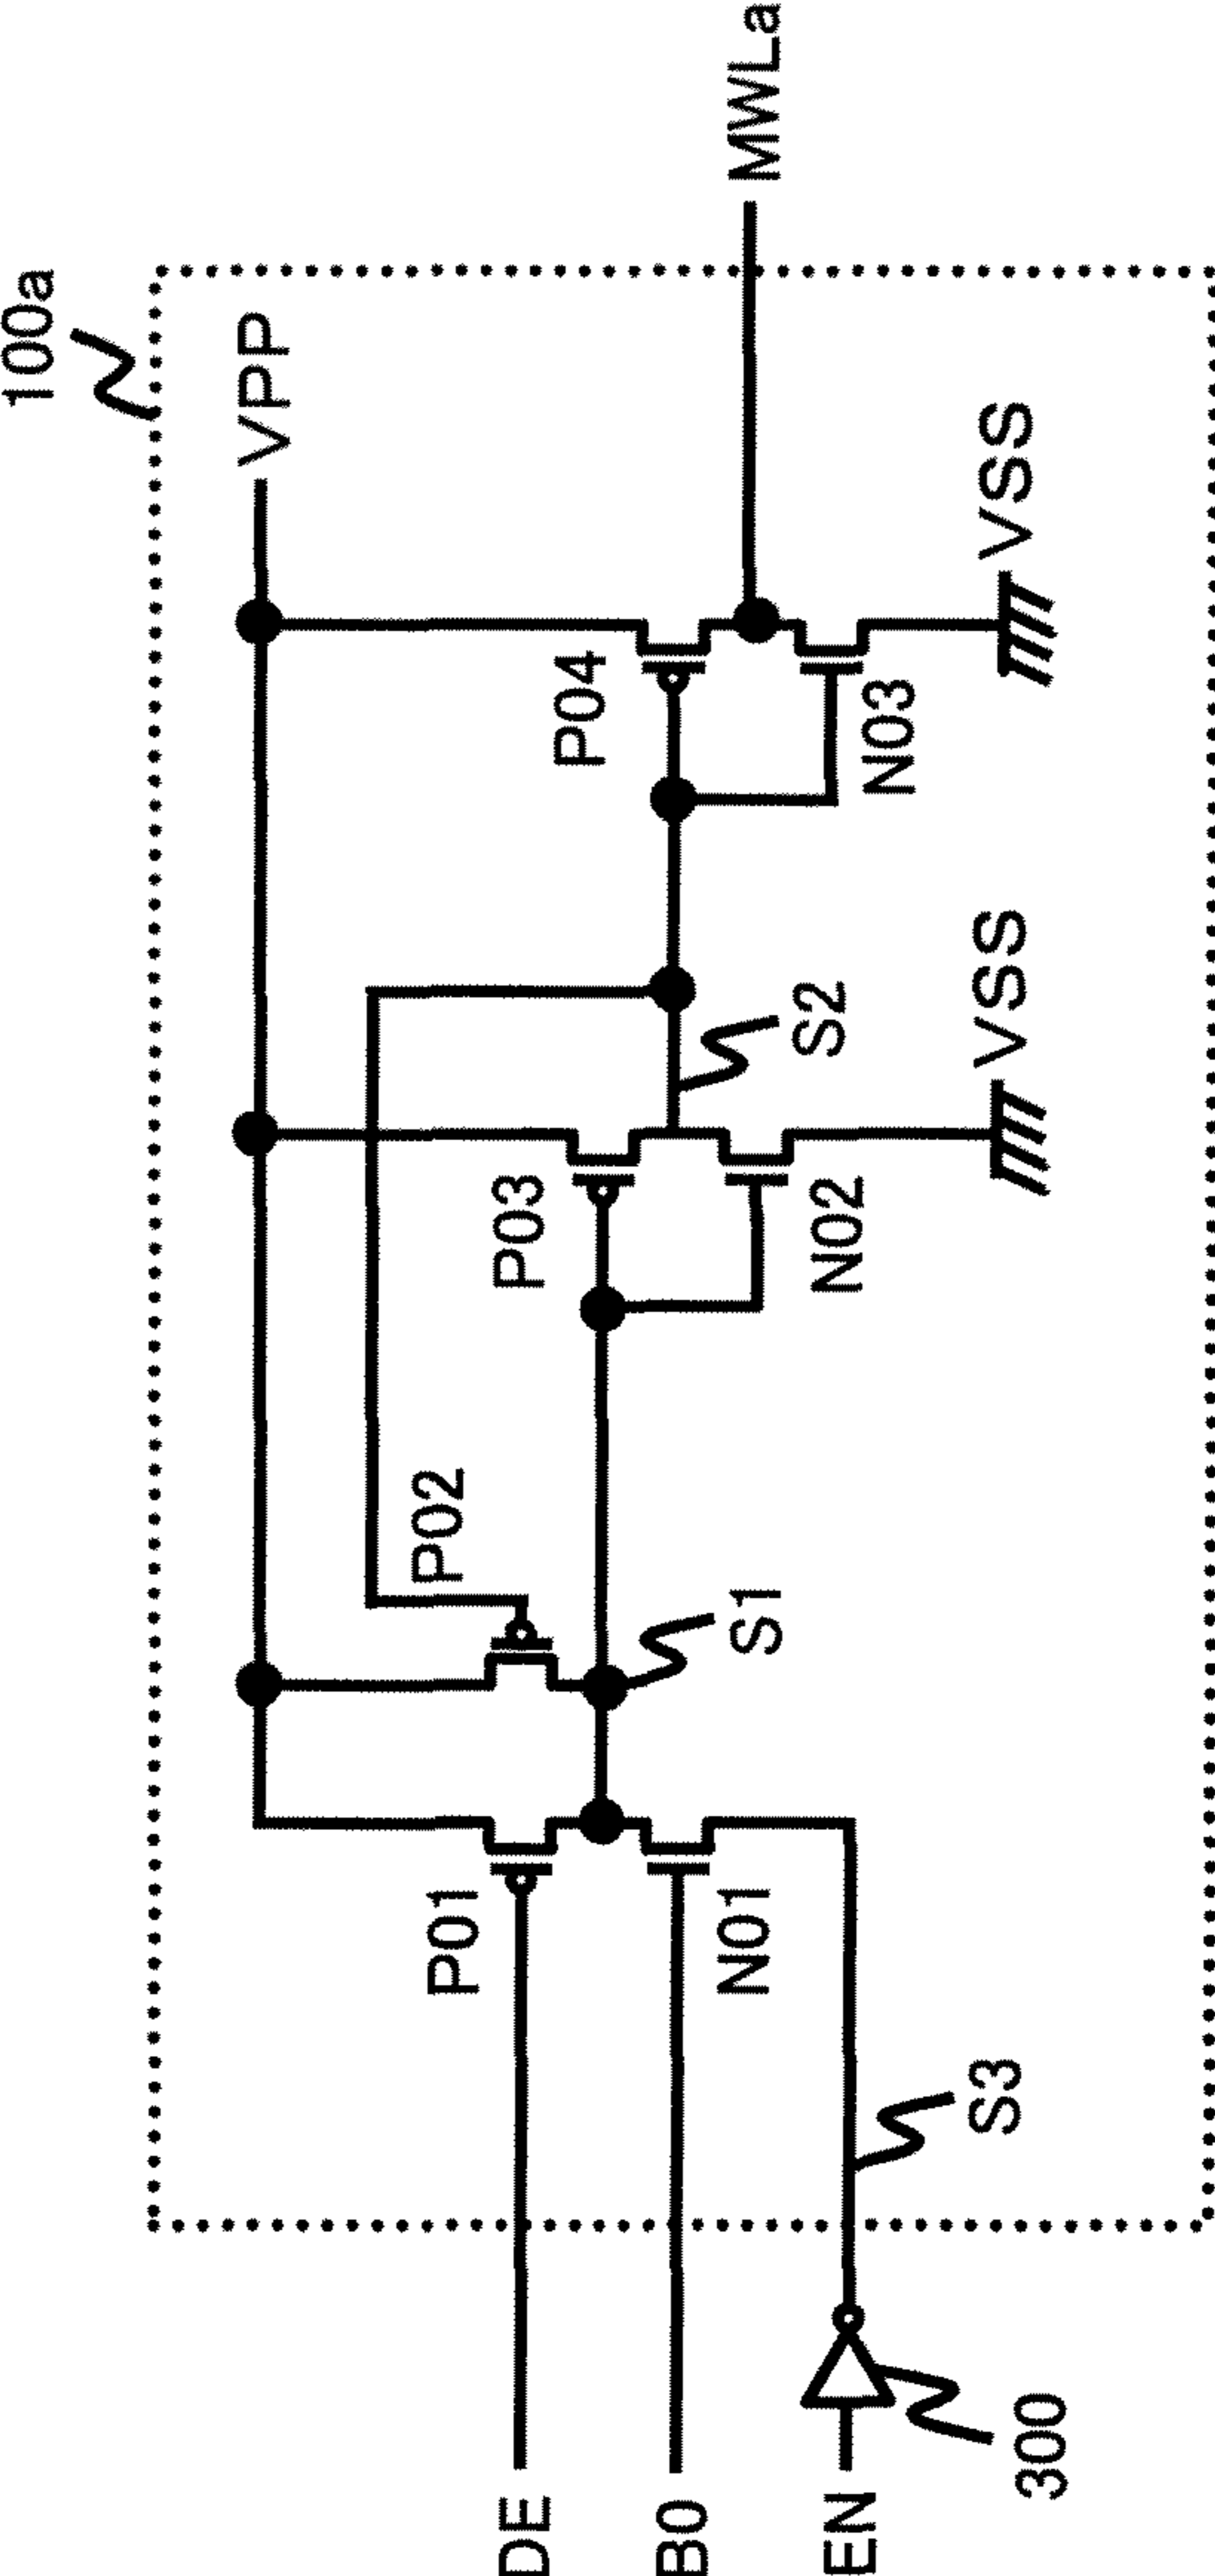 100a
VPP
P02
P03
P04
MWLa
P01
DE
S1
S2
B0
N01
N02
N03
EN
S3
VSS
VSS
300